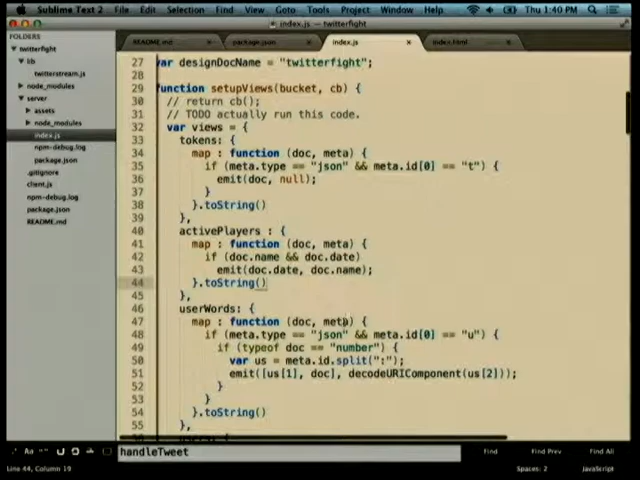 Sublime Text 2 File Edit Selection Find View Goto Tools Project Window Help Thu 1:40 PM
index.js — twitterfight
FOLDERS
twitterfight
lib
twitterstream.js
node_modules
server
assets
node_modules
index.js
npm-debug.log
package.json
.gitignore
client.js
npm-debug.log
package.json
README.md
README.md × package.json × index.js × index.html ×
27 var designDocName = "twitterfight";
28
29 function setupViews(bucket, cb) {
30 // return cb();
31 // TODO actually run this code.
32 var views = {
33 tokens: {
34 map : function (doc, meta) {
35 if (meta.type == "json" && meta.id[0] == "t") {
36 emit(doc, null);
37 }
38 }.toString()
39 },
40 activePlayers : {
41 map : function (doc, meta) {
42 if (doc.name && doc.date)
43 emit(doc.date, doc.name);
44 }.toString()
45 },
46 userWords: {
47 map : function (doc, meta) {
48 if (meta.type == "json" && meta.id[0] == "u") {
49 if (typeof doc == "number") {
50 var us = meta.id.split(":");
51 emit([us[1], doc], decodeURIComponent(us[2]));
52 }
53 }
54 }.toString()
55 },
handleTweet
Find Find Prev Find All
Line 44, Column 19 Spaces: 2 JavaScript